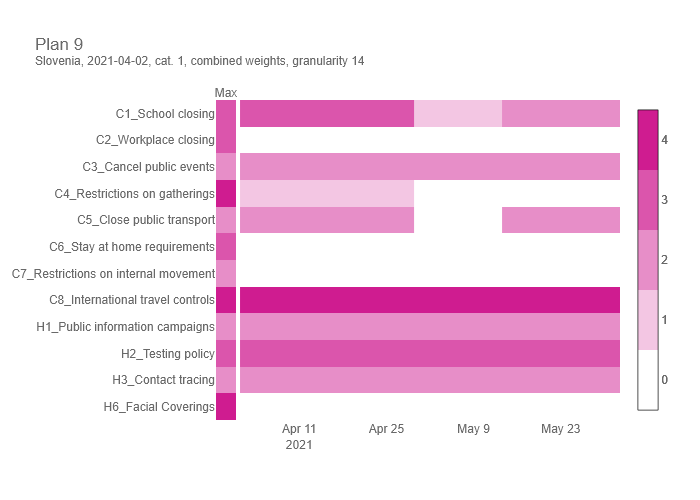 Plan 9
Slovenia, 2021-04-02, cat. 1, combined weights, granularity 14
Max
C1_School closing
C2_Workplace closing
C3_Cancel public events
C4_Restrictions on gatherings
C5_Close public transport
C6_Stay at home requirements
C7_Restrictions on internal movement
C8_International travel controls
H1_Public information campaigns
H2_Testing policy
H3_Contact tracing
H6_Facial Coverings
Apr 11
2021
Apr 25
May 9
May 23
4
3
2
1
0